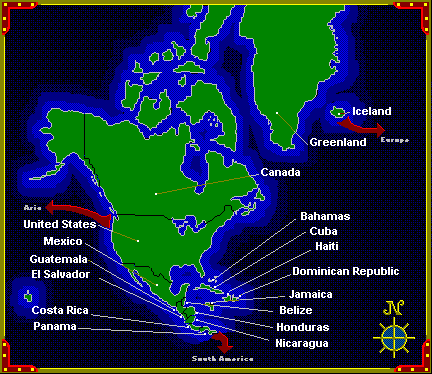 Iceland
Europe
Greenland
Canada
Asia
United States
Bahamas
Mexico
Cuba
Haiti
Guatemala
El Salvador
Dominican Republic
Jamaica
Costa Rica
Belize
Panama
Honduras
Nicaragua
N
South America